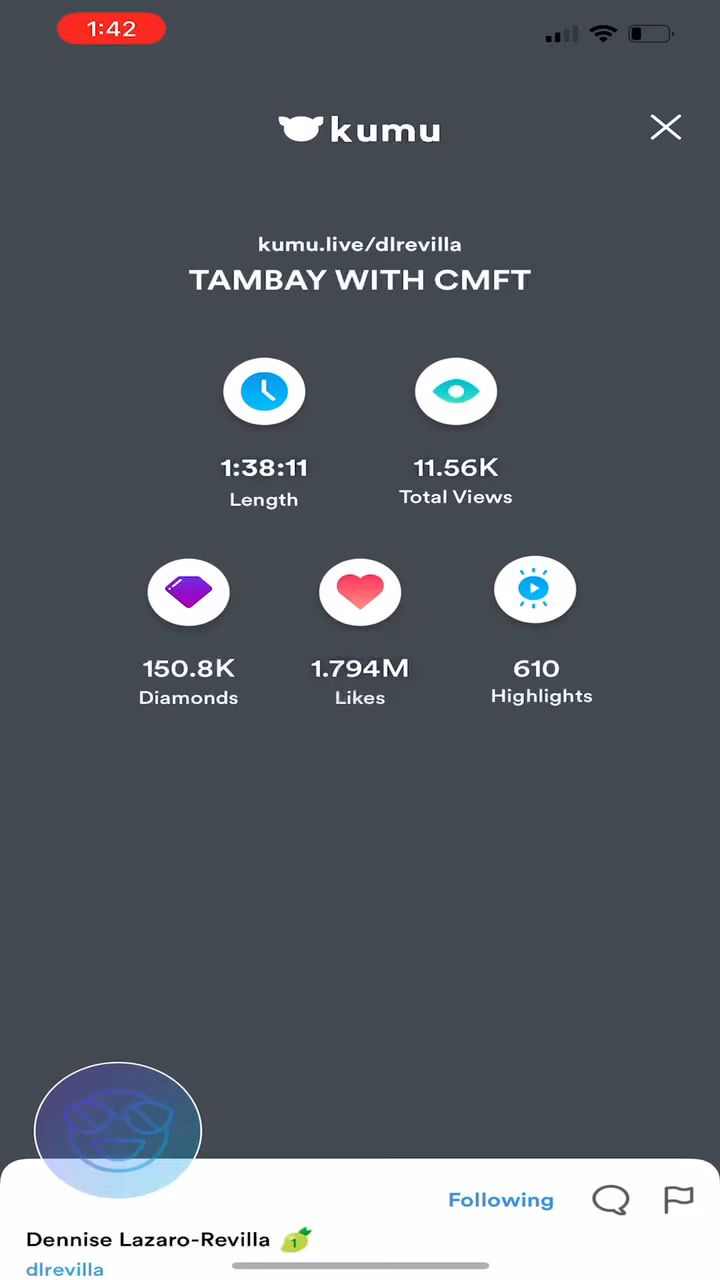 1:42
kumu
kumu.live/dlrevilla
TAMBAY WITH CMFT
1:38:11
Length
11.56K
Total Views
150.8K
Diamonds
1.794M
Likes
610
Highlights
Following
Dennise Lazaro-Revilla
1
dlrevilla